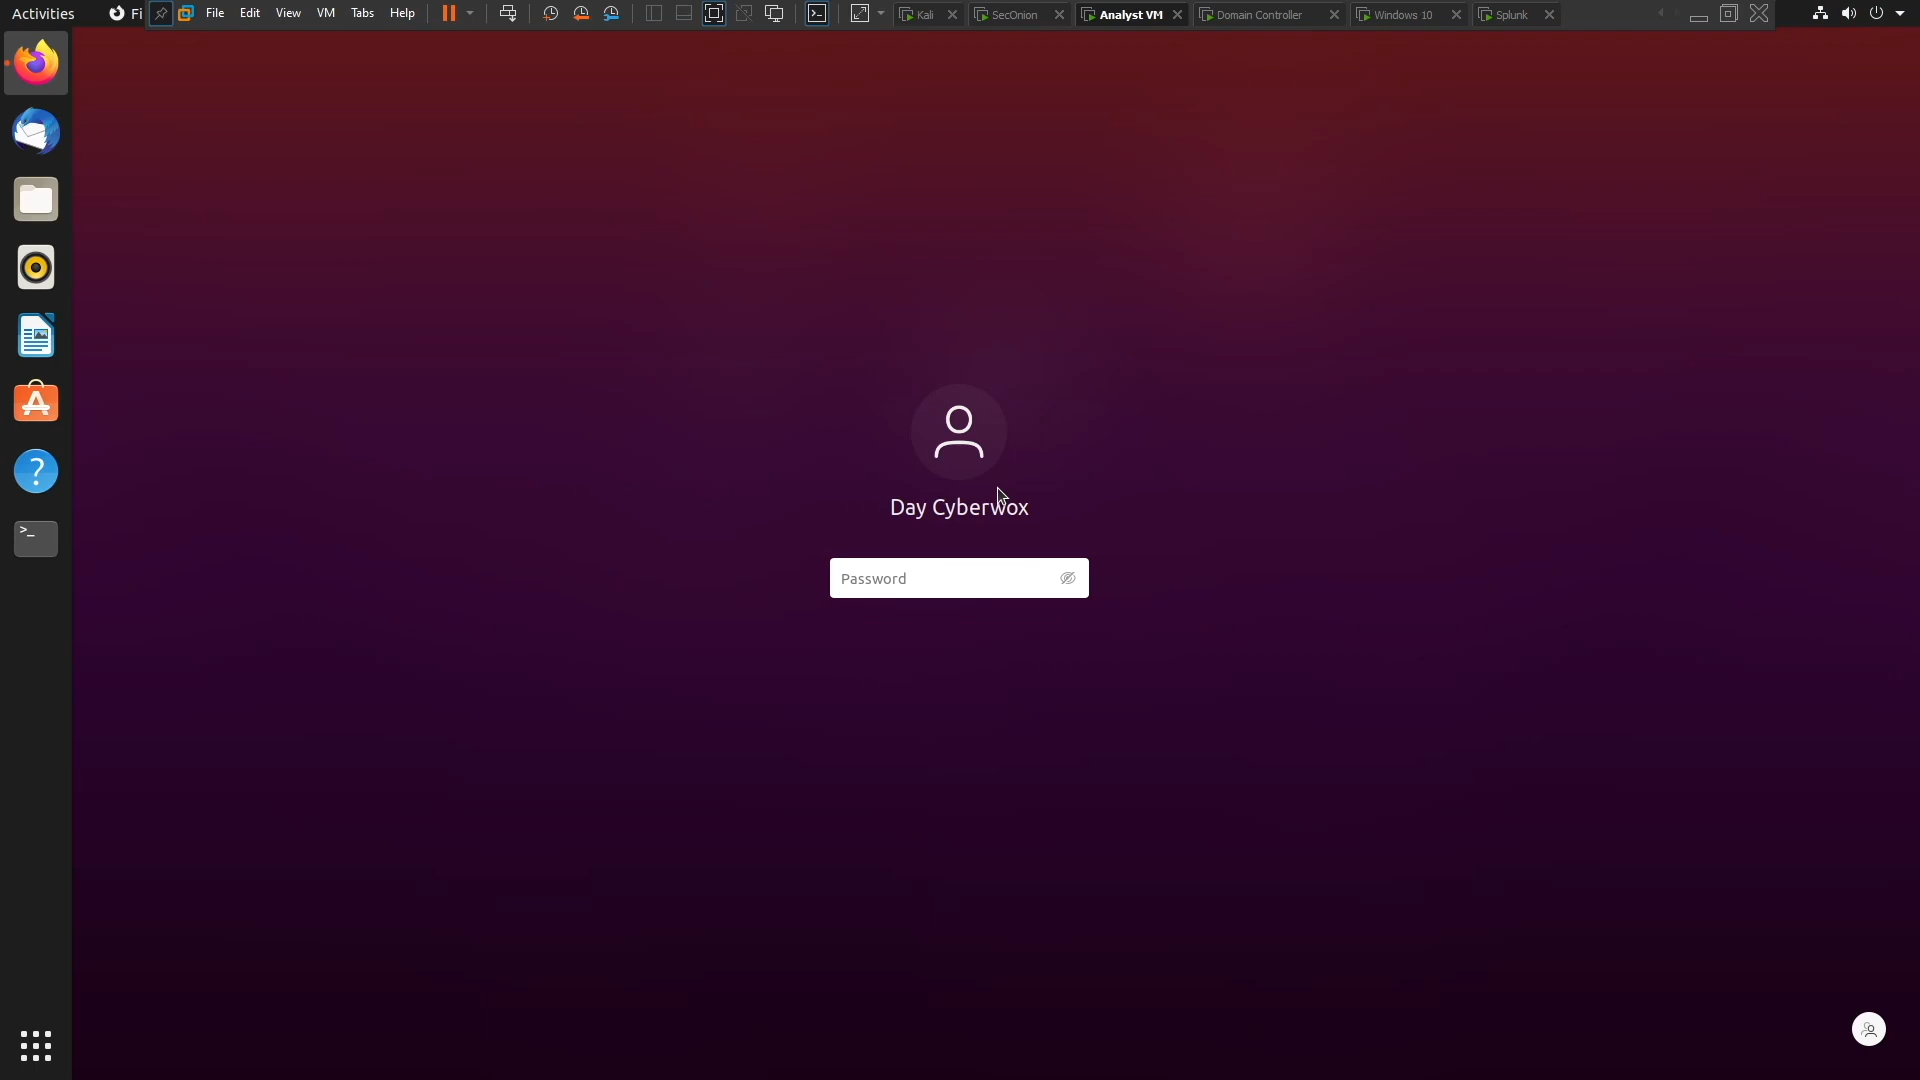 Activities Fi File Edit View VM Tabs Help Kali SecOnion Analyst VM Domain Controller Windows 10 Splunk
Day Cyberwox
Password